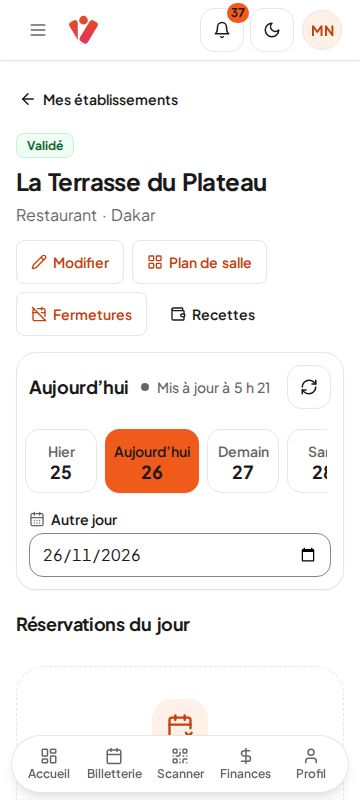 37
MN
Mes établissements
Validé
La Terrasse du Plateau
Restaurant · Dakar
Modifier
Plan de salle
Fermetures
Recettes
Aujourd'hui
Mis à jour à 5 h 21
Hier
25
Aujourd'hui
26
Demain
27
Autre jour
26/11/2026
Réservations du jour
Accueil
Billetterie
Scanner
Finances
Profil